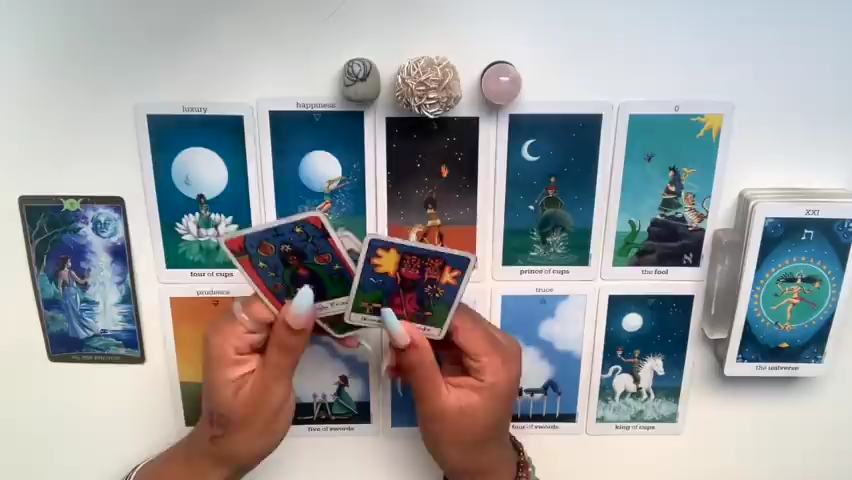 luxury
happiness
0
four of cups
prince of cups
the fool
XXI
the universe
prudence
truce
five of swords
four of swords
king of cups